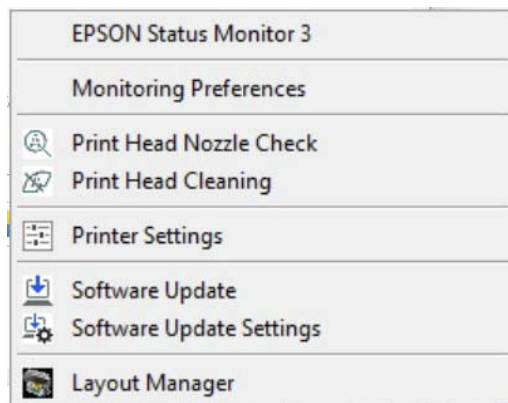 EPSON Status Monitor 3
Monitoring Preferences
Print Head Nozzle Check
Print Head Cleaning
Printer Settings
Software Update
Software Update Settings
Layout Manager